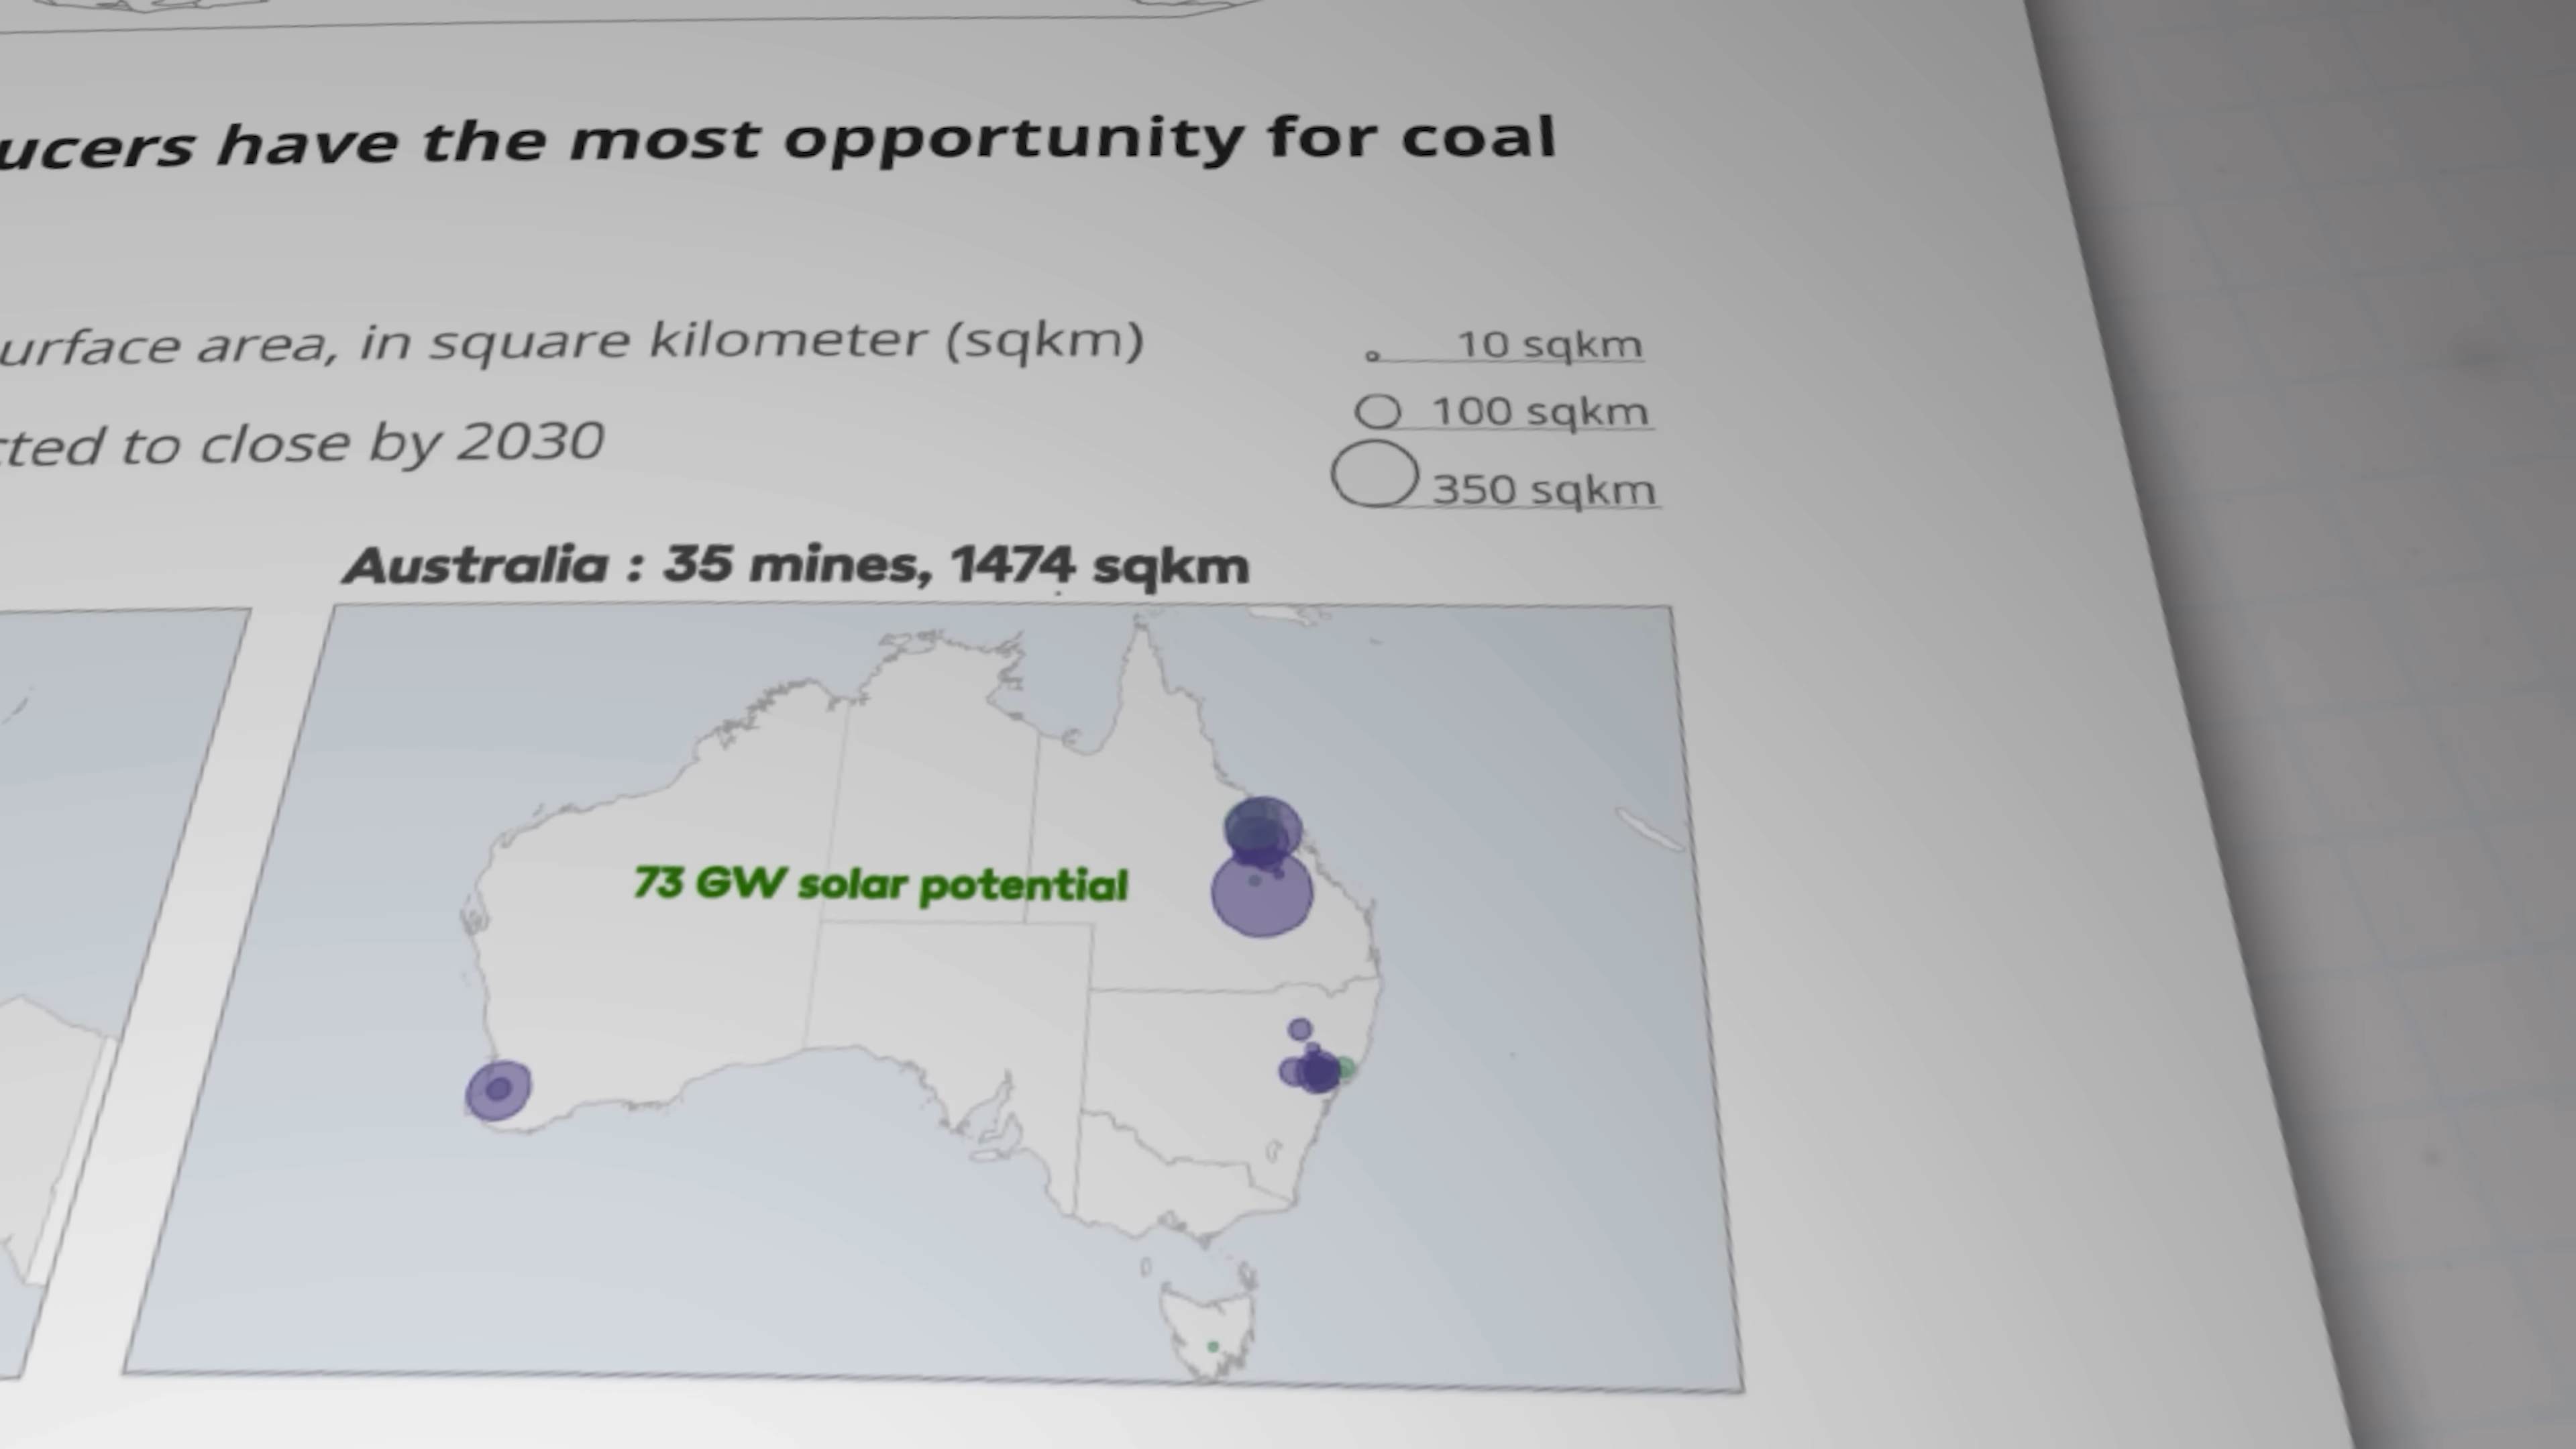 ucers have the most opportunity for coal
urface area, in square kilometer (sqkm)
10 sqkm
100 sqkm
cted to close by 2030
350 sqkm
Australia : 35 mines, 1474 sqkm
73 GW solar potential